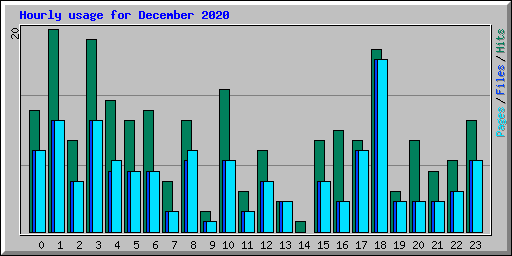 Hourly usage for December 2020
20
Pages/Files/Hits
0 1 2 3 4 5 6 7 8 9 10 11 12 13 14 15 16 17 18 19 20 21 22 23